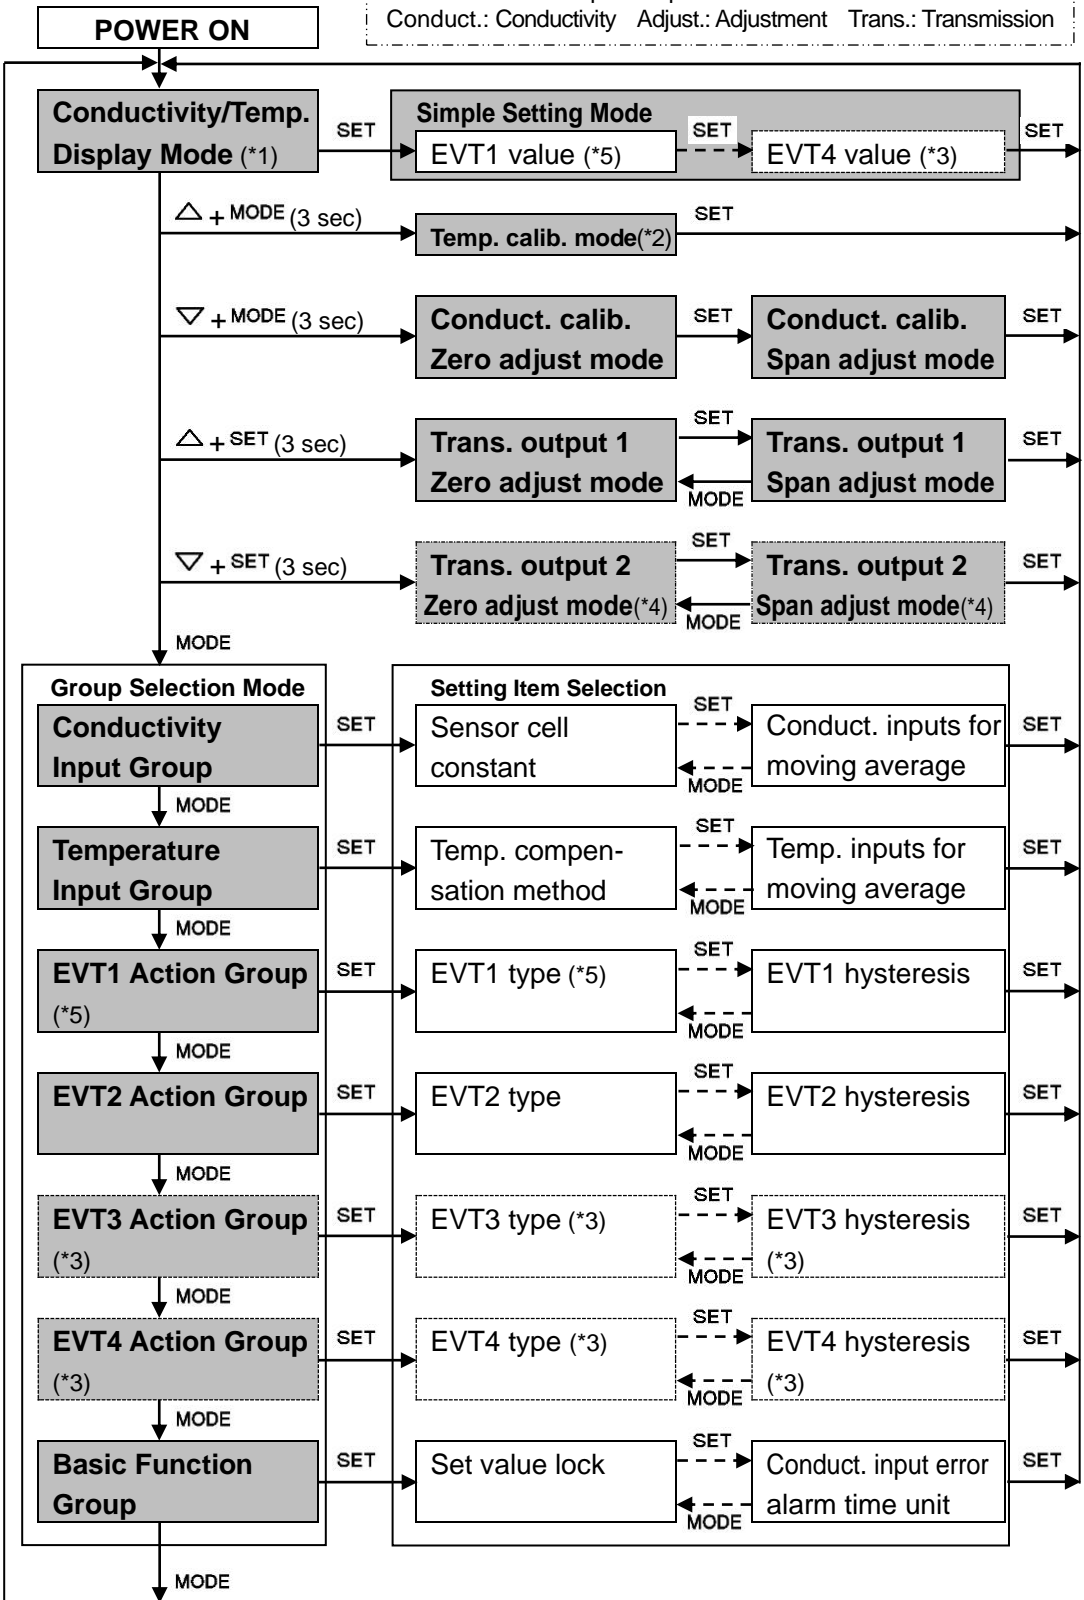 Conduct.: Conductivity Adjust.: Adjustment Trans.: Transmission
POWER ON
Conductivity/Temp.
Display Mode (*1)
SET
Simple Setting Mode
EVT1 value (*5)
SET
EVT4 value (*3)
SET
△ + MODE (3 sec)
Temp. calib. mode(*2)
SET
▽ + MODE (3 sec)
Conduct. calib.
Zero adjust mode
SET
Conduct. calib.
Span adjust mode
SET
△ + SET (3 sec)
Trans. output 1
Zero adjust mode
SET
MODE
Trans. output 1
Span adjust mode
SET
▽ + SET (3 sec)
Trans. output 2
Zero adjust mode(*4)
SET
MODE
Trans. output 2
Span adjust mode(*4)
SET
MODE
Group Selection Mode
Setting Item Selection
Conductivity
Input Group
SET
Sensor cell
constant
SET
MODE
Conduct. inputs for
moving average
SET
MODE
Temperature
Input Group
SET
Temp. compen-
sation method
SET
MODE
Temp. inputs for
moving average
SET
MODE
EVT1 Action Group
(*5)
SET
EVT1 type (*5)
SET
MODE
EVT1 hysteresis
SET
MODE
EVT2 Action Group
SET
EVT2 type
SET
MODE
EVT2 hysteresis
SET
MODE
EVT3 Action Group
(*3)
SET
EVT3 type (*3)
SET
MODE
EVT3 hysteresis
(*3)
SET
MODE
EVT4 Action Group
(*3)
SET
EVT4 type (*3)
SET
MODE
EVT4 hysteresis
(*3)
SET
MODE
Basic Function
Group
SET
Set value lock
SET
MODE
Conduct. input error
alarm time unit
SET
MODE